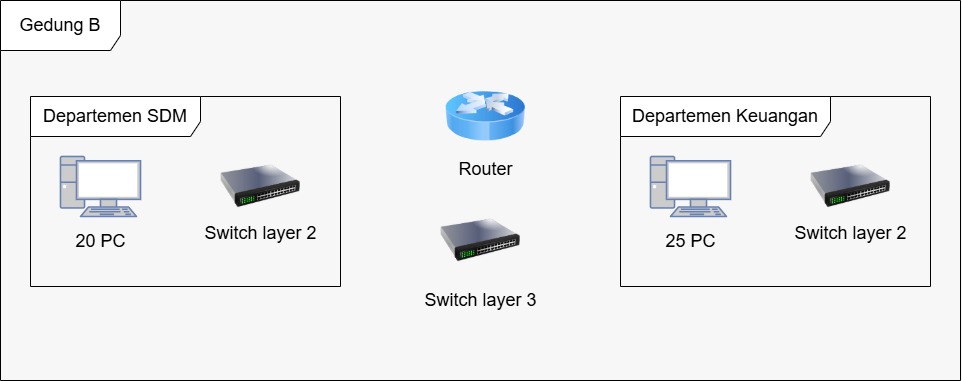 Gedung B
Departemen SDM
20 PC
Switch layer 2
Router
Switch layer 3
Departemen Keuangan
25 PC
Switch layer 2